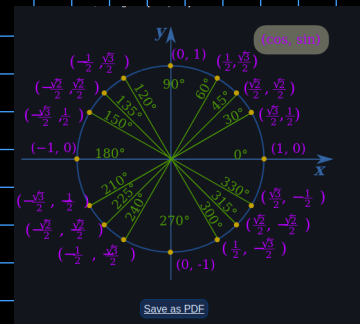 y
(0, 1)
(cos, sin)
(-1/2, √3/2)
(1/2, √3/2)
(-√2/2, √2/2)
(√2/2, √2/2)
(-√3/2, 1/2)
(√3/2, 1/2)
120° 90° 60°
135° 45°
150° 30°
(-1, 0) 180° 0° (1, 0)
x
210° 330°
225° 315°
240° 270° 300°
(-√3/2, -1/2)
(√3/2, -1/2)
(-√2/2, -√2/2)
(√2/2, -√2/2)
(-1/2, -√3/2)
(1/2, -√3/2)
(0, -1)
Save as PDF